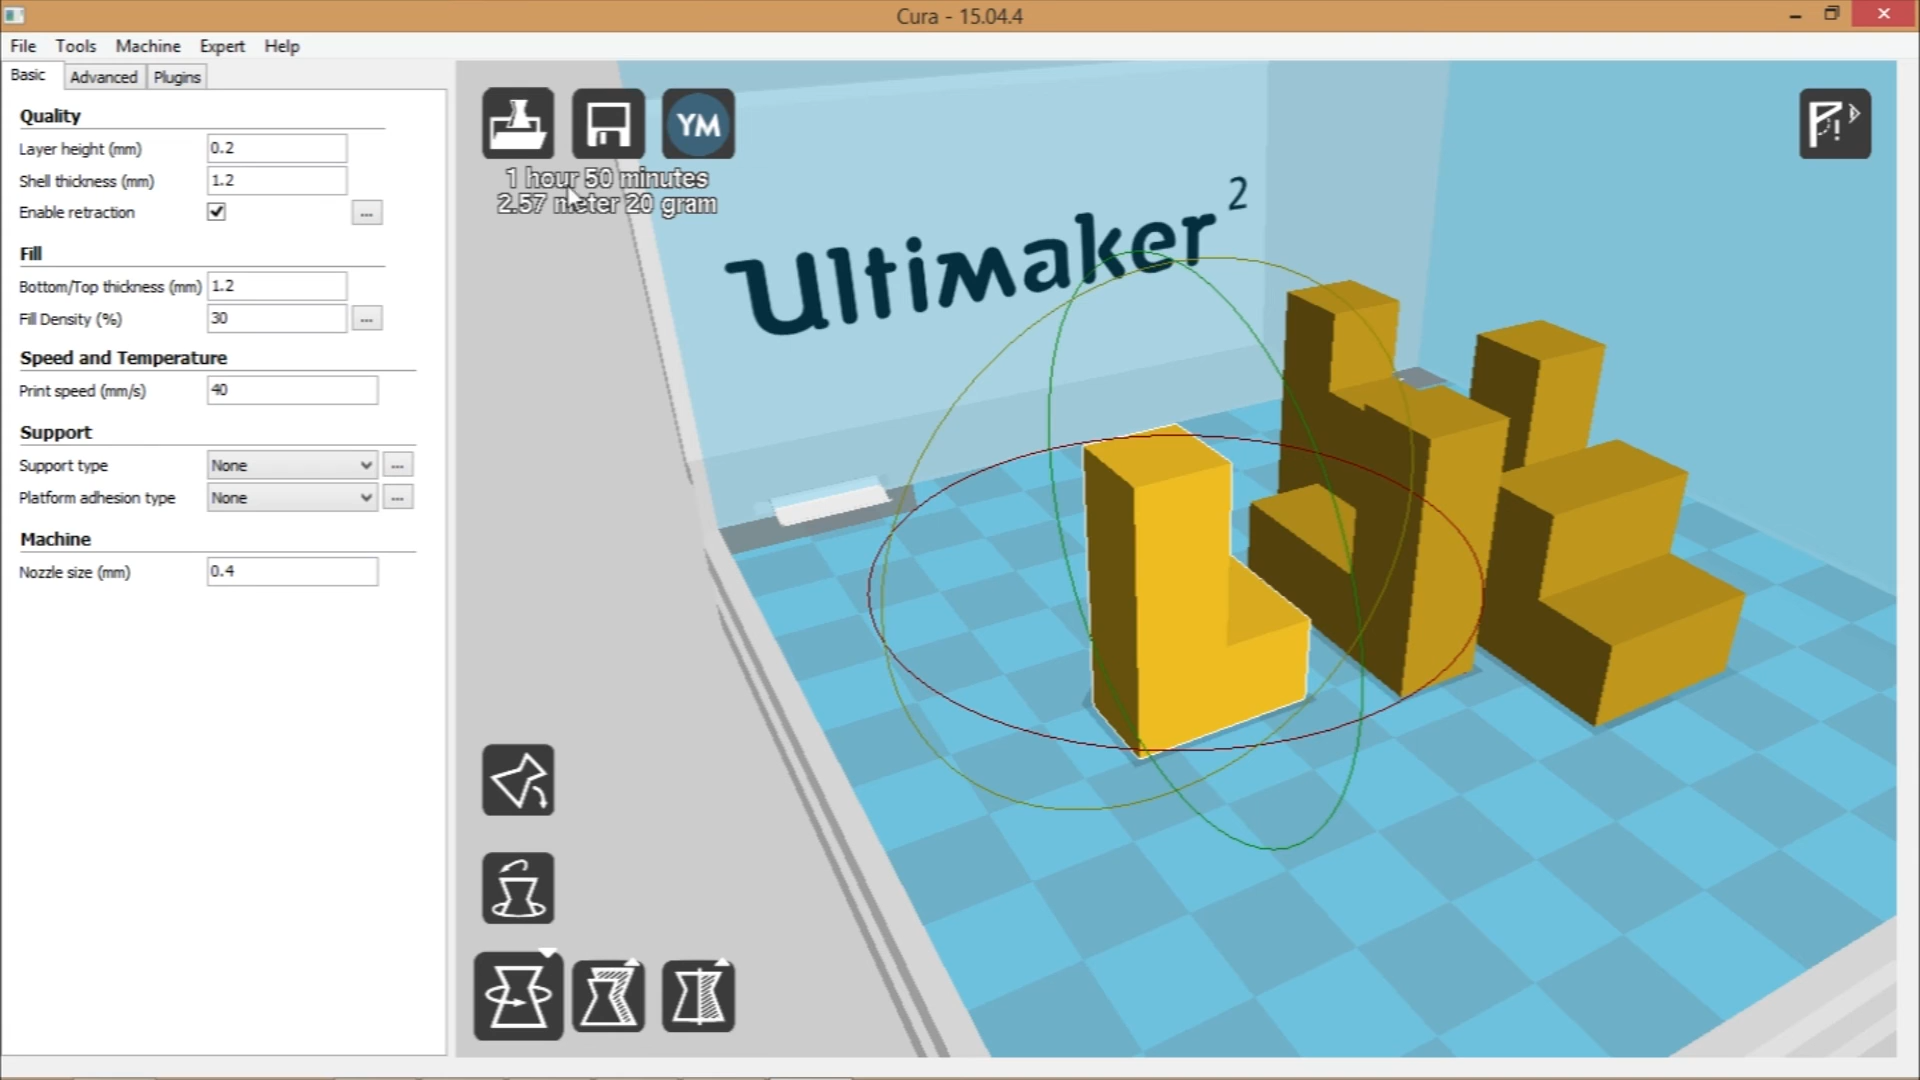 Cura - 15.04.4
File Tools Machine Expert Help
Basic Advanced Plugins
Quality
Layer height (mm) 0.2
Shell thickness (mm) 1.2
Enable retraction ...
Fill
Bottom/Top thickness (mm) 1.2
Fill Density (%) 30 ...
Speed and Temperature
Print speed (mm/s) 40
Support
Support type None ...
Platform adhesion type None ...
Machine
Nozzle size (mm) 0.4
YM
1 hour 50 minutes
2.57 meter 20 gram
Ultimaker 2